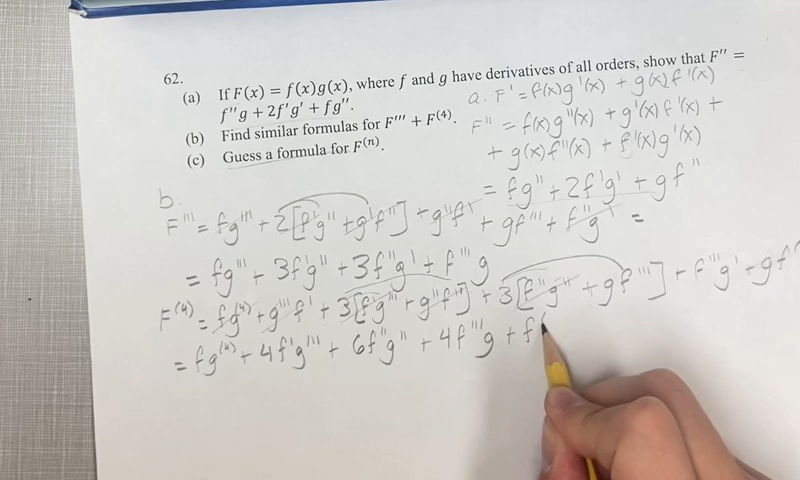 62.
(a) If F(x) = f(x)g(x), where f and g have derivatives of all orders, show that F'' =
f''g + 2f'g' + fg''.
(b) Find similar formulas for F''' + F⁽⁴⁾.
(c) Guess a formula for F⁽ⁿ⁾.
a. F' = f(x)g'(x) + g(x)f'(x)
F'' = f(x)g''(x) + g'(x)f'(x) +
+ g(x)f''(x) + f'(x)g'(x)
= fg'' + 2f'g' + gf''
b.
F''' = fg''' + 2[f'g'' + g'f''] + g''f' + gf''' + f''g' =
= fg''' + 3f'g'' + 3f''g' + f'''g
F⁽⁴⁾ = fg⁽⁴⁾ + g'''f' + 3[f'g''' + g''f''] + 3[f''g'' + g'f'''] + f'''g' + gf
= fg⁽⁴⁾ + 4f'g''' + 6f''g'' + 4f'''g + f(